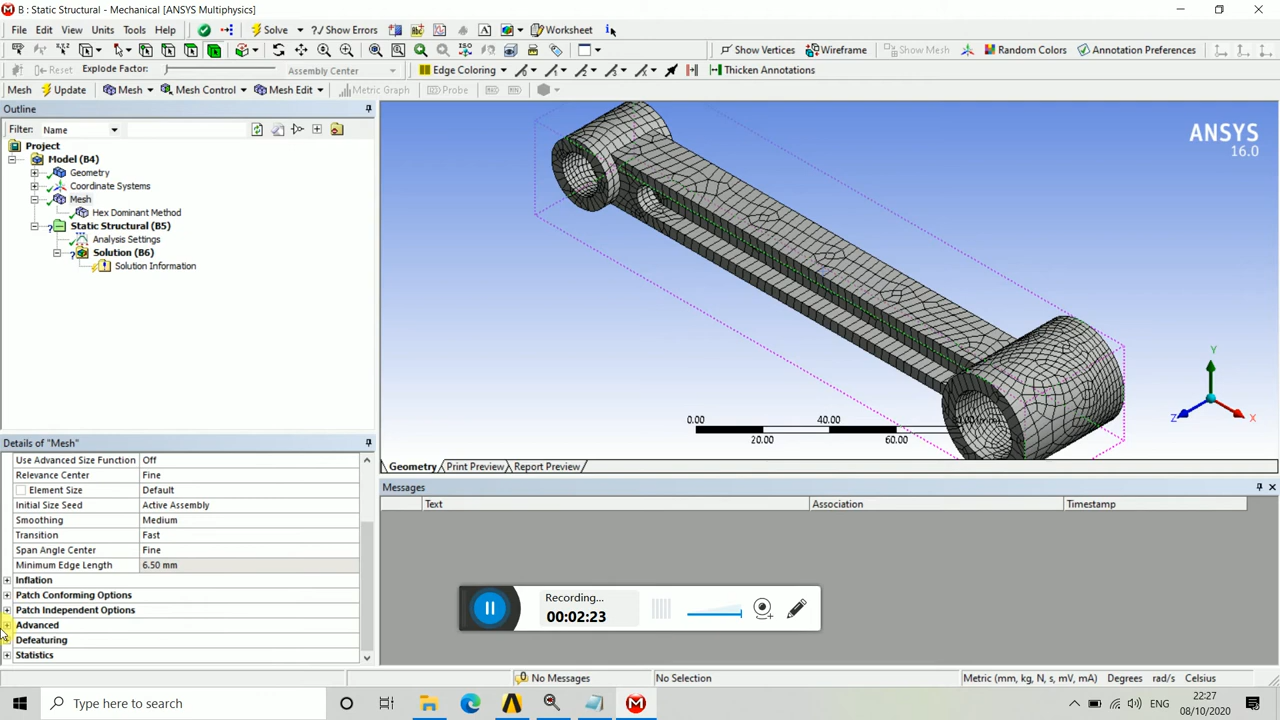 B : Static Structural - Mechanical [ANSYS Multiphysics]
File Edit View Units Tools Help Solve ?/ Show Errors Worksheet
Show Vertices Wireframe Show Mesh Random Colors Annotation Preferences
Reset Explode Factor: Assembly Center Edge Coloring Thicken Annotations
Mesh Update Mesh Mesh Control Mesh Edit Metric Graph Probe
Outline
Filter: Name
Project
Model (B4)
Geometry
Coordinate Systems
Mesh
Hex Dominant Method
Static Structural (B5)
Analysis Settings
Solution (B6)
Solution Information
ANSYS
16.0
0.00 40.00
20.00 60.00
Y
Z X
Details of "Mesh"
Use Advanced Size Function Off
Relevance Center Fine
Element Size Default
Initial Size Seed Active Assembly
Smoothing Medium
Transition Fast
Span Angle Center Fine
Minimum Edge Length 6.50 mm
Inflation
Patch Conforming Options
Patch Independent Options
Advanced
Defeaturing
Statistics
Geometry Print Preview Report Preview
Messages
Text Association Timestamp
Recording...
00:02:23
0 No Messages No Selection Metric (mm, kg, N, s, mV, mA) Degrees rad/s Celsius
Type here to search
ENG
22:27
08/10/2020